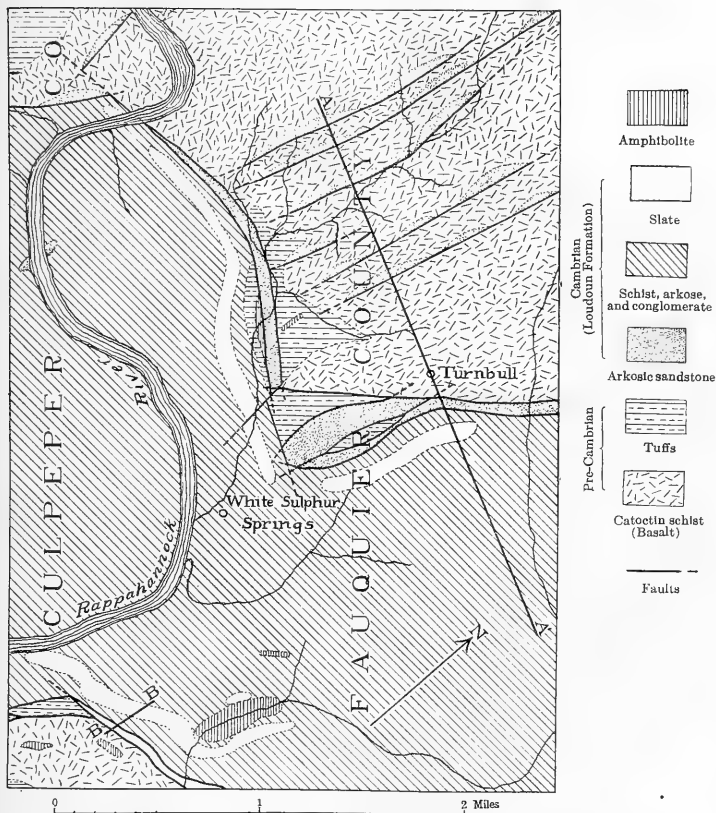 CULPEPER CO
FAUQUIER COUNTY
Rappahannock River
White Sulphur
Springs
Turnbull
A
A'
B
B'
N
Amphibolite
Slate
Schist, arkose,
and conglomerate
Arkosic sandstone
Tuffs
Catoctin schist
(Basalt)
Faults
Cambrian
(Loudoun Formation)
Pre-Cambrian
0 1 2 Miles